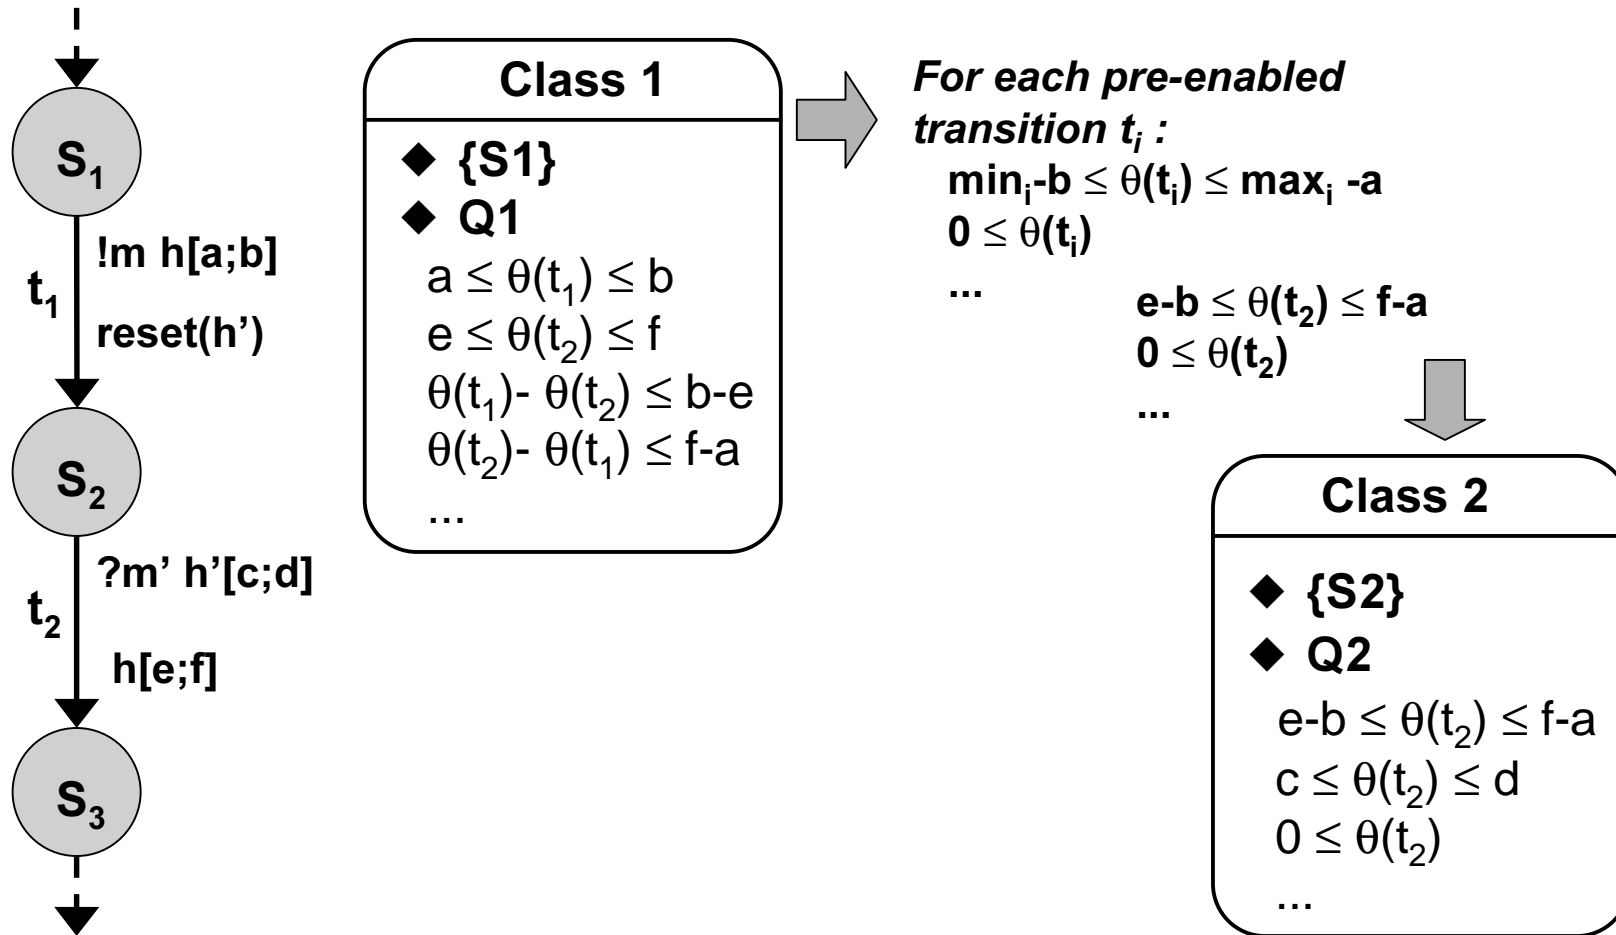 S1
!m h[a;b]
t1
reset(h’)
S2
?m’ h’[c;d]
t2
h[e;f]
S3
Class 1
◆ {S1}
◆ Q1
a ≤ θ(t1) ≤ b
e ≤ θ(t2) ≤ f
θ(t1)- θ(t2) ≤ b-e
θ(t2)- θ(t1) ≤ f-a
...
For each pre-enabled
transition ti :
mini-b ≤ θ(ti) ≤ maxi -a
0 ≤ θ(ti)
...
e-b ≤ θ(t2) ≤ f-a
0 ≤ θ(t2)
...
Class 2
◆ {S2}
◆ Q2
e-b ≤ θ(t2) ≤ f-a
c ≤ θ(t2) ≤ d
0 ≤ θ(t2)
...